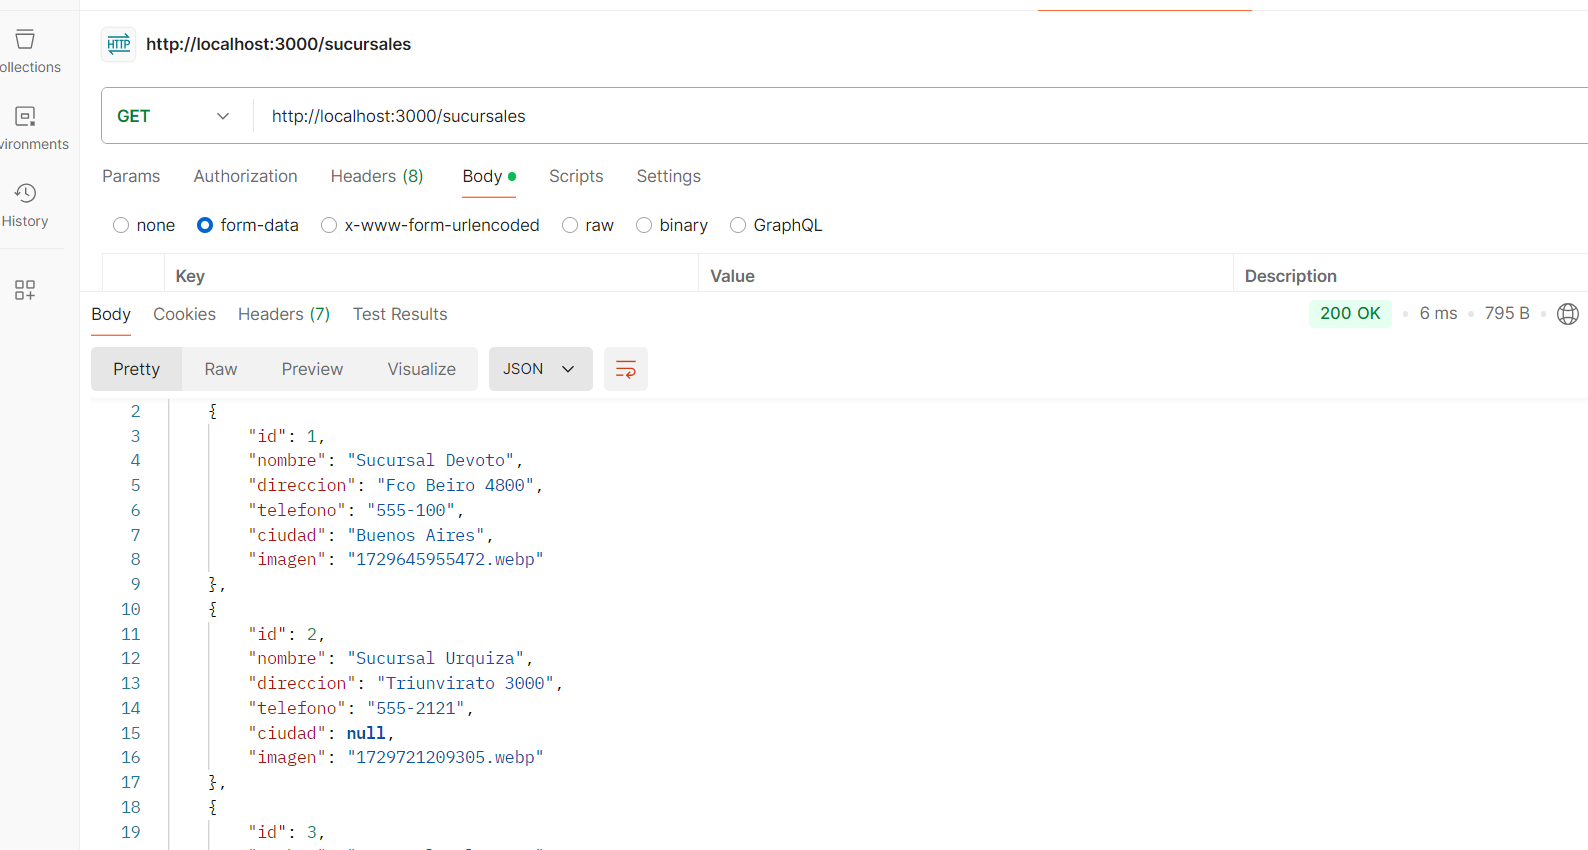 HTTP http://localhost:3000/sucursales
ollections
GET http://localhost:3000/sucursales
vironments
Params Authorization Headers (8) Body Scripts Settings
History
none form-data x-www-form-urlencoded raw binary GraphQL
Key Value Description
Body Cookies Headers (7) Test Results 200 OK 6 ms 795 B
Pretty Raw Preview Visualize JSON
2 {
3 "id": 1,
4 "nombre": "Sucursal Devoto",
5 "direccion": "Fco Beiro 4800",
6 "telefono": "555-100",
7 "ciudad": "Buenos Aires",
8 "imagen": "1729645955472.webp"
9 },
10 {
11 "id": 2,
12 "nombre": "Sucursal Urquiza",
13 "direccion": "Triunvirato 3000",
14 "telefono": "555-2121",
15 "ciudad": null,
16 "imagen": "1729721209305.webp"
17 },
18 {
19 "id": 3,